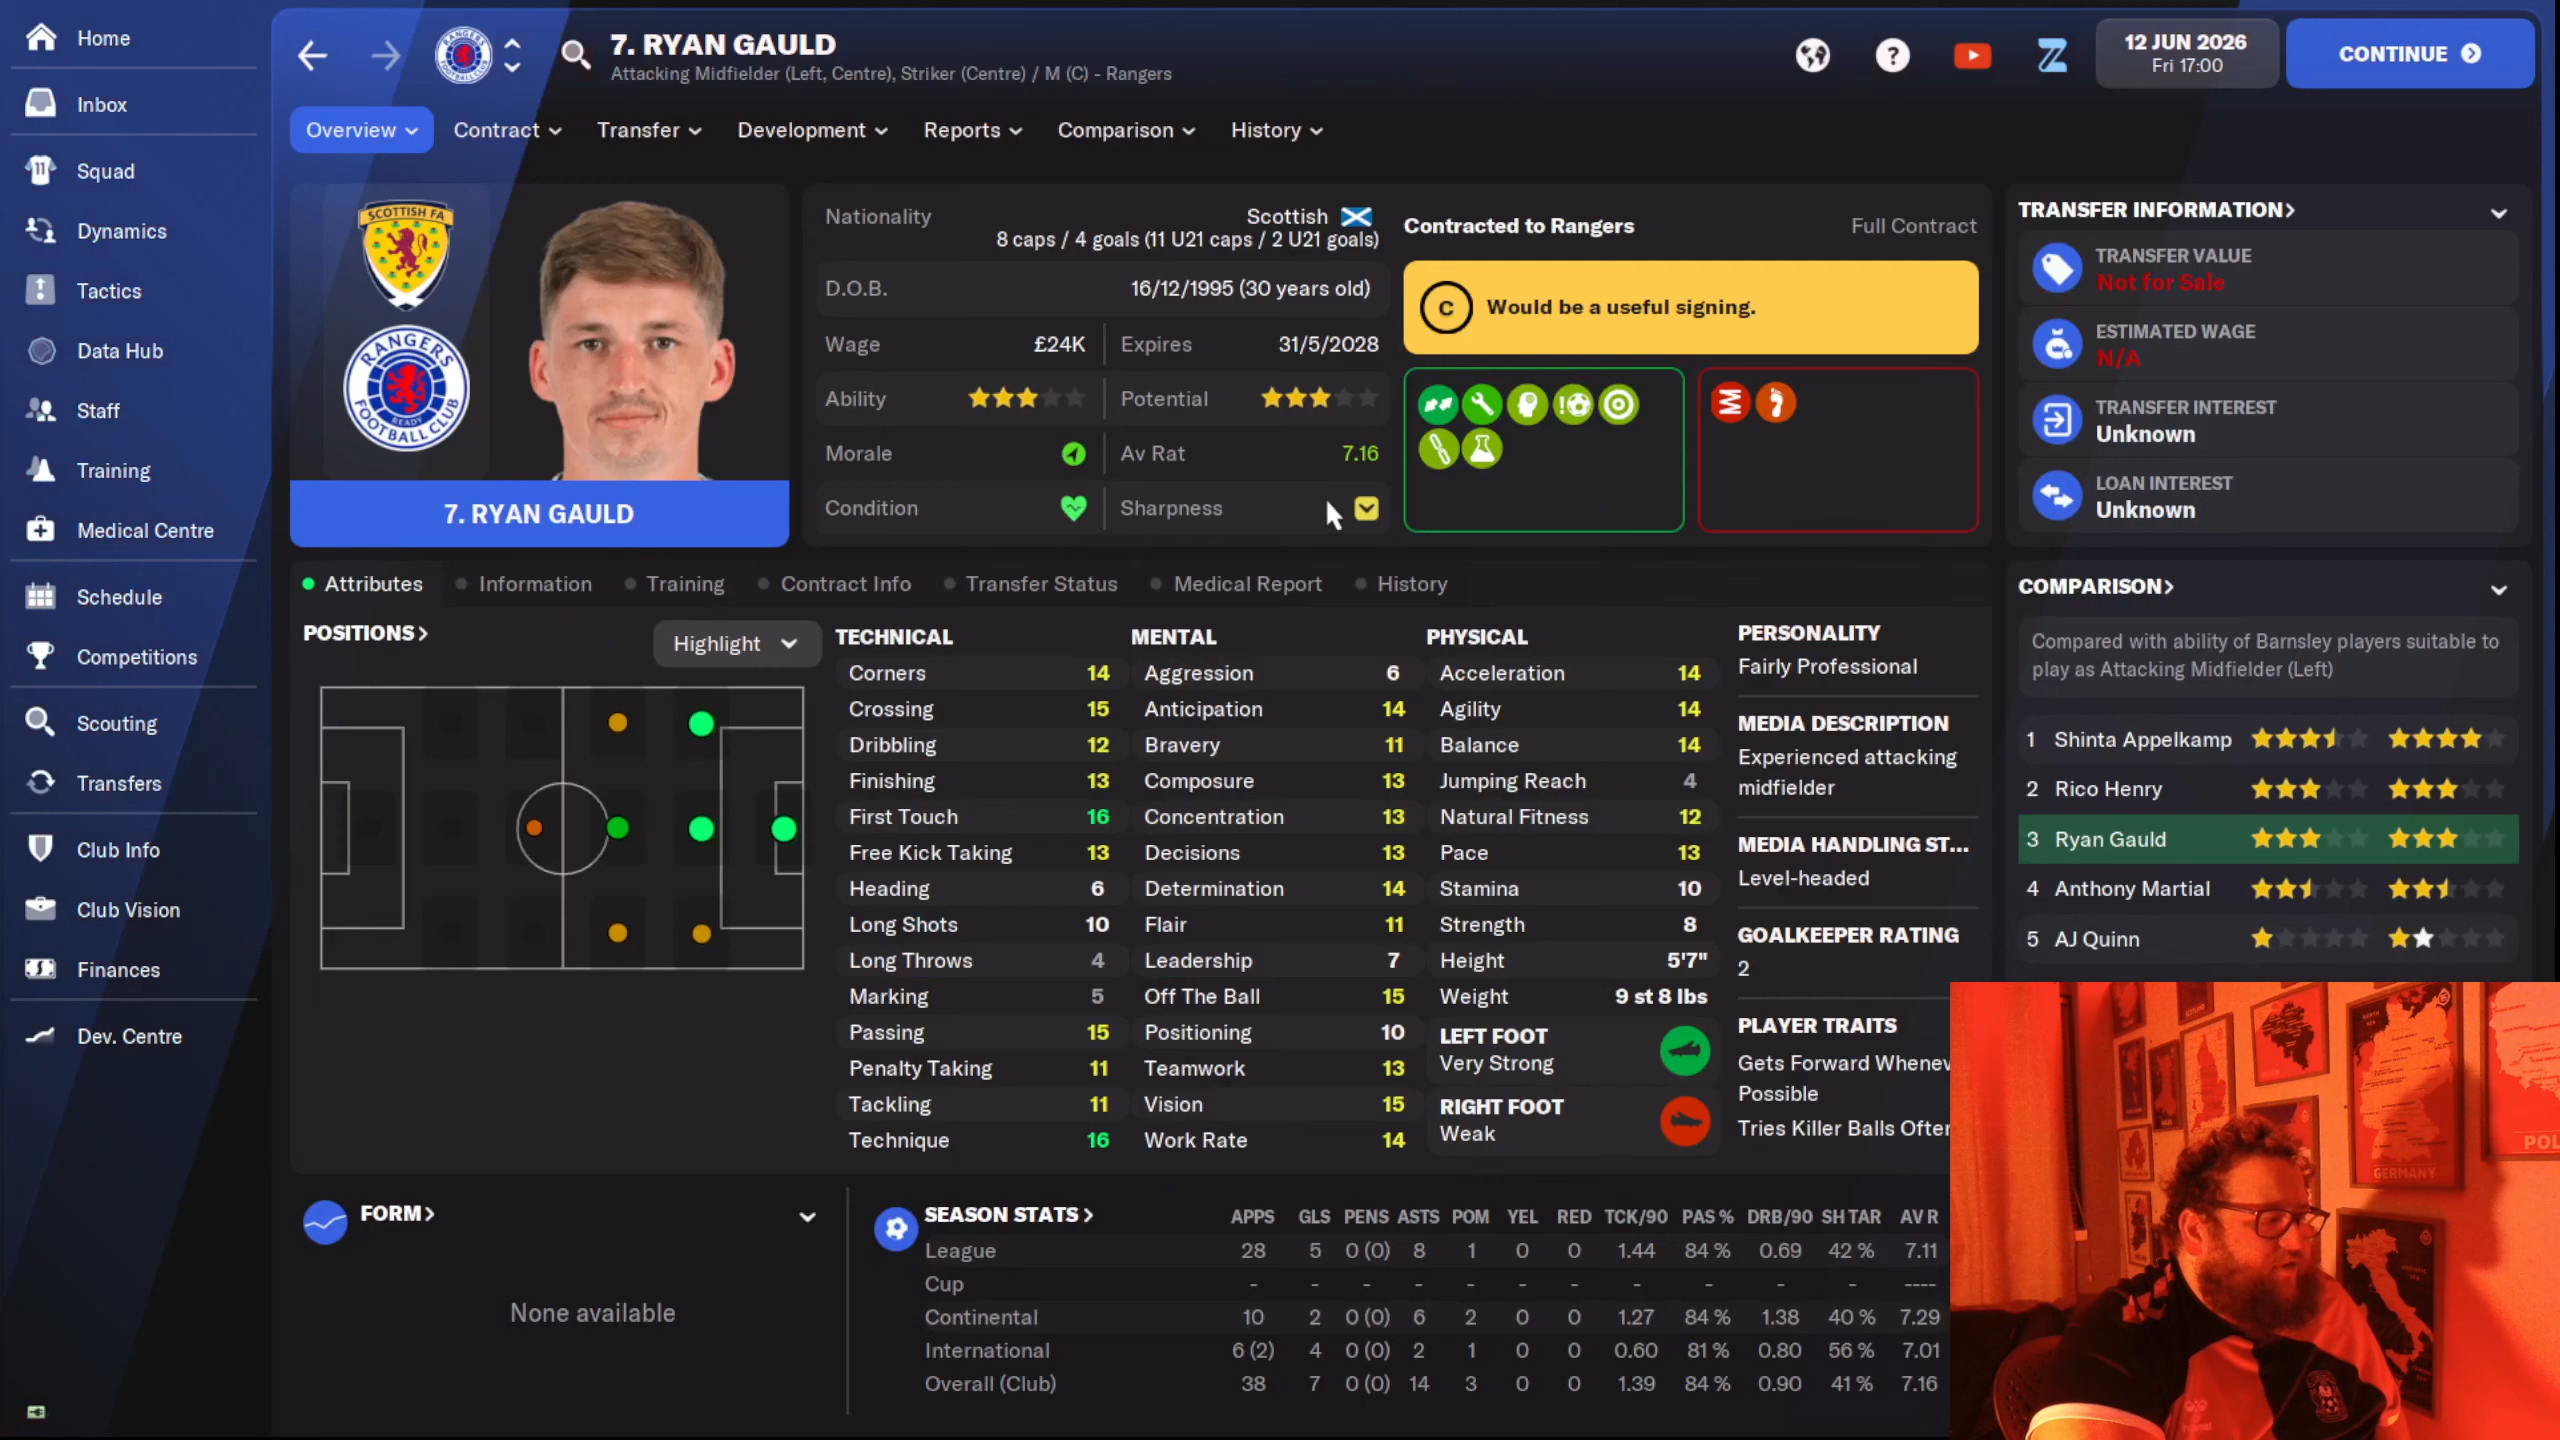 Home
Inbox
Squad
Dynamics
Tactics
Data Hub
Staff
Training
Medical Centre
Schedule
Competitions
Scouting
Transfers
Club Info
Club Vision
Finances
Dev. Centre
7. RYAN GAULD
Attacking Midfielder (Left, Centre), Striker (Centre) / M (C) - Rangers
12 JUN 2026
Fri 17:00
CONTINUE
Overview Contract Transfer Development Reports Comparison History
SCOTTISH FA
RANGERS
READY
FOOTBALL CLUB
7. RYAN GAULD
Nationality Scottish
8 caps / 4 goals (11 U21 caps / 2 U21 goals)
D.O.B. 16/12/1995 (30 years old)
Wage £24K Expires 31/5/2028
Ability Potential
Morale Av Rat 7.16
Condition Sharpness
Contracted to Rangers Full Contract
C Would be a useful signing.
TRANSFER INFORMATION>
TRANSFER VALUE
Not for Sale
ESTIMATED WAGE
N/A
TRANSFER INTEREST
Unknown
LOAN INTEREST
Unknown
Attributes Information Training Contract Info Transfer Status Medical Report History
POSITIONS> Highlight
TECHNICAL
Corners 14
Crossing 15
Dribbling 12
Finishing 13
First Touch 16
Free Kick Taking 13
Heading 6
Long Shots 10
Long Throws 4
Marking 5
Passing 15
Penalty Taking 11
Tackling 11
Technique 16
MENTAL
Aggression 6
Anticipation 14
Bravery 11
Composure 13
Concentration 13
Decisions 13
Determination 14
Flair 11
Leadership 7
Off The Ball 15
Positioning 10
Teamwork 13
Vision 15
Work Rate 14
PHYSICAL
Acceleration 14
Agility 14
Balance 14
Jumping Reach 4
Natural Fitness 12
Pace 13
Stamina 10
Strength 8
Height 5'7"
Weight 9 st 8 lbs
LEFT FOOT
Very Strong
RIGHT FOOT
Weak
PERSONALITY
Fairly Professional
MEDIA DESCRIPTION
Experienced attacking
midfielder
MEDIA HANDLING ST...
Level-headed
GOALKEEPER RATING
2
PLAYER TRAITS
Gets Forward Whenev
Possible
Tries Killer Balls Ofter
COMPARISON>
Compared with ability of Barnsley players suitable to
play as Attacking Midfielder (Left)
1 Shinta Appelkamp
2 Rico Henry
3 Ryan Gauld
4 Anthony Martial
5 AJ Quinn
FORM>
None available
SEASON STATS> APPS GLS PENS ASTS POM YEL RED TCK/90 PAS % DRB/90 SH TAR AV R
League 28 5 0 (0) 8 1 0 0 1.44 84 % 0.69 42 % 7.11
Cup - - - - - - - - - - - ----
Continental 10 2 0 (0) 6 2 0 0 1.27 84 % 1.38 40 % 7.29
International 6 (2) 4 0 (0) 2 1 0 0 0.60 81 % 0.80 56 % 7.01
Overall (Club) 38 7 0 (0) 14 3 0 0 1.39 84 % 0.90 41 % 7.16
GERMANY
POL